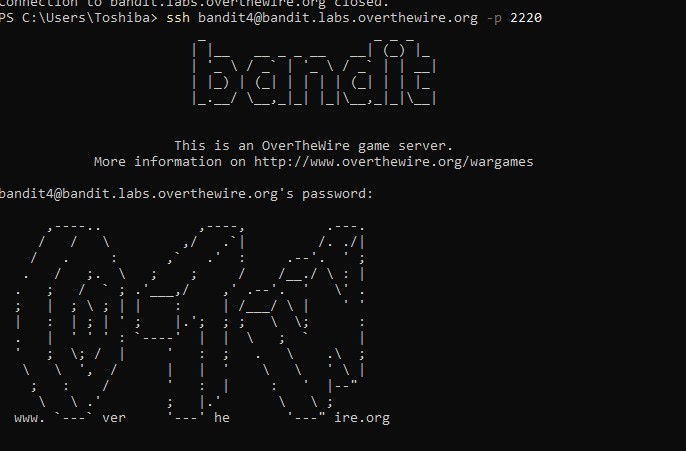 Connection to bandit.labs.overthewire.org closed.
PS C:\Users\Toshiba> ssh bandit4@bandit.labs.overthewire.org -p 2220
bandit
This is an OverTheWire game server.
More information on http://www.overthewire.org/wargames
bandit4@bandit.labs.overthewire.org's password:
www. `---` ver '---' he '---" ire.org